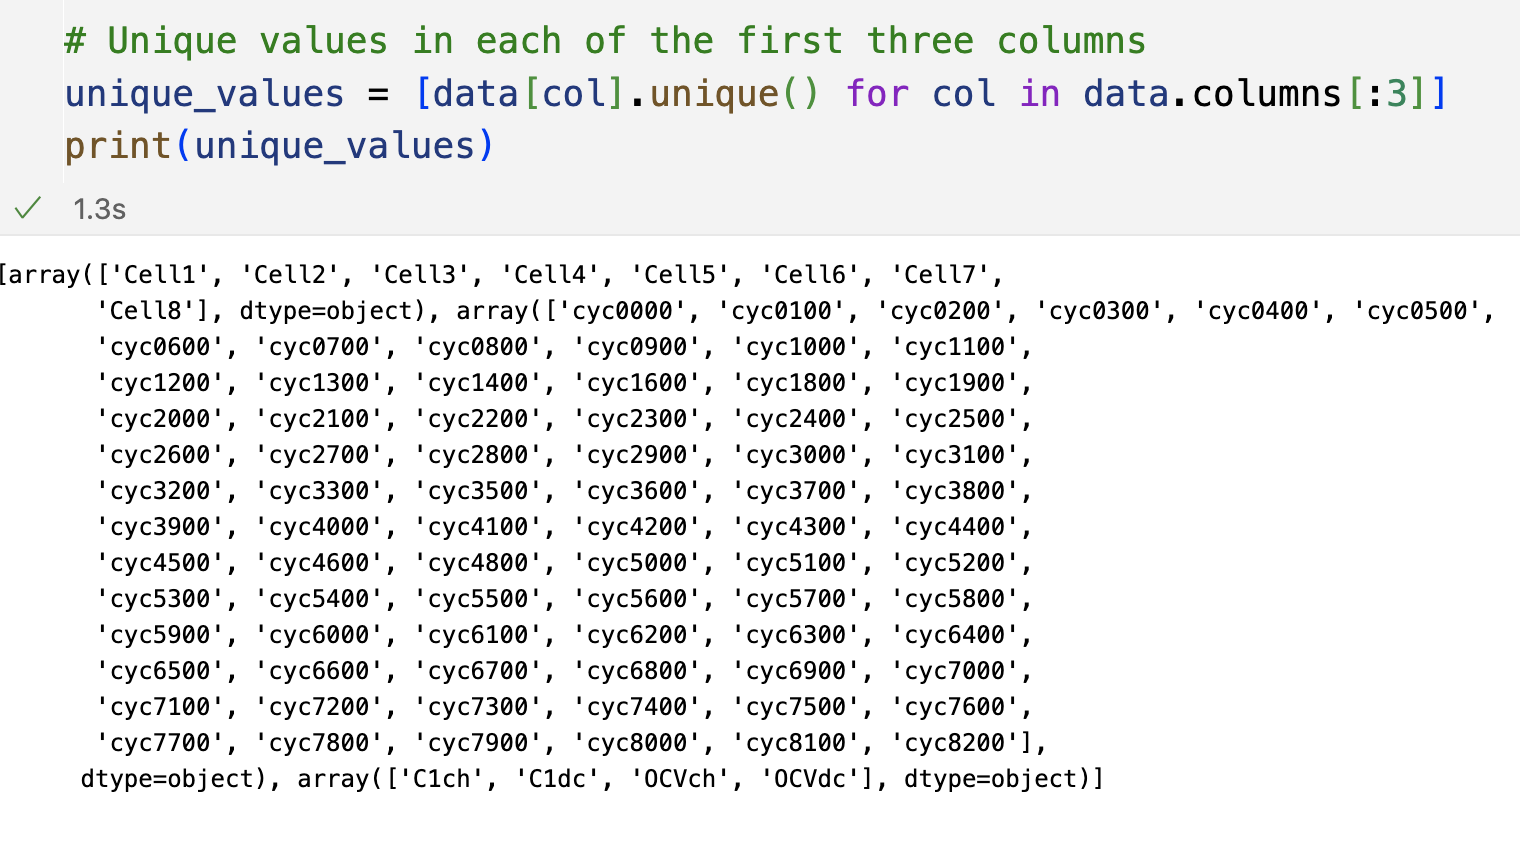 # Unique values in each of the first three columns
unique_values = [data[col].unique() for col in data.columns[:3]]
print(unique_values)
1.3s
[array(['Cell1', 'Cell2', 'Cell3', 'Cell4', 'Cell5', 'Cell6', 'Cell7',
'Cell8'], dtype=object), array(['cyc0000', 'cyc0100', 'cyc0200', 'cyc0300', 'cyc0400', 'cyc0500',
'cyc0600', 'cyc0700', 'cyc0800', 'cyc0900', 'cyc1000', 'cyc1100',
'cyc1200', 'cyc1300', 'cyc1400', 'cyc1600', 'cyc1800', 'cyc1900',
'cyc2000', 'cyc2100', 'cyc2200', 'cyc2300', 'cyc2400', 'cyc2500',
'cyc2600', 'cyc2700', 'cyc2800', 'cyc2900', 'cyc3000', 'cyc3100',
'cyc3200', 'cyc3300', 'cyc3500', 'cyc3600', 'cyc3700', 'cyc3800',
'cyc3900', 'cyc4000', 'cyc4100', 'cyc4200', 'cyc4300', 'cyc4400',
'cyc4500', 'cyc4600', 'cyc4800', 'cyc5000', 'cyc5100', 'cyc5200',
'cyc5300', 'cyc5400', 'cyc5500', 'cyc5600', 'cyc5700', 'cyc5800',
'cyc5900', 'cyc6000', 'cyc6100', 'cyc6200', 'cyc6300', 'cyc6400',
'cyc6500', 'cyc6600', 'cyc6700', 'cyc6800', 'cyc6900', 'cyc7000',
'cyc7100', 'cyc7200', 'cyc7300', 'cyc7400', 'cyc7500', 'cyc7600',
'cyc7700', 'cyc7800', 'cyc7900', 'cyc8000', 'cyc8100', 'cyc8200'],
dtype=object), array(['C1ch', 'C1dc', 'OCVch', 'OCVdc'], dtype=object)]